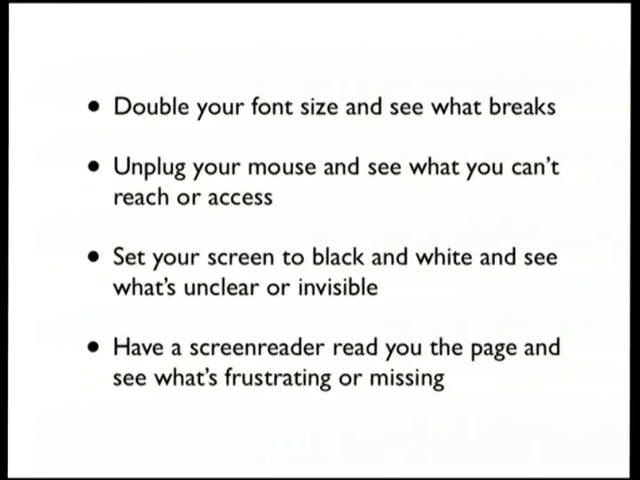 • Double your font size and see what breaks
• Unplug your mouse and see what you can't
reach or access
• Set your screen to black and white and see
what's unclear or invisible
• Have a screenreader read you the page and
see what's frustrating or missing